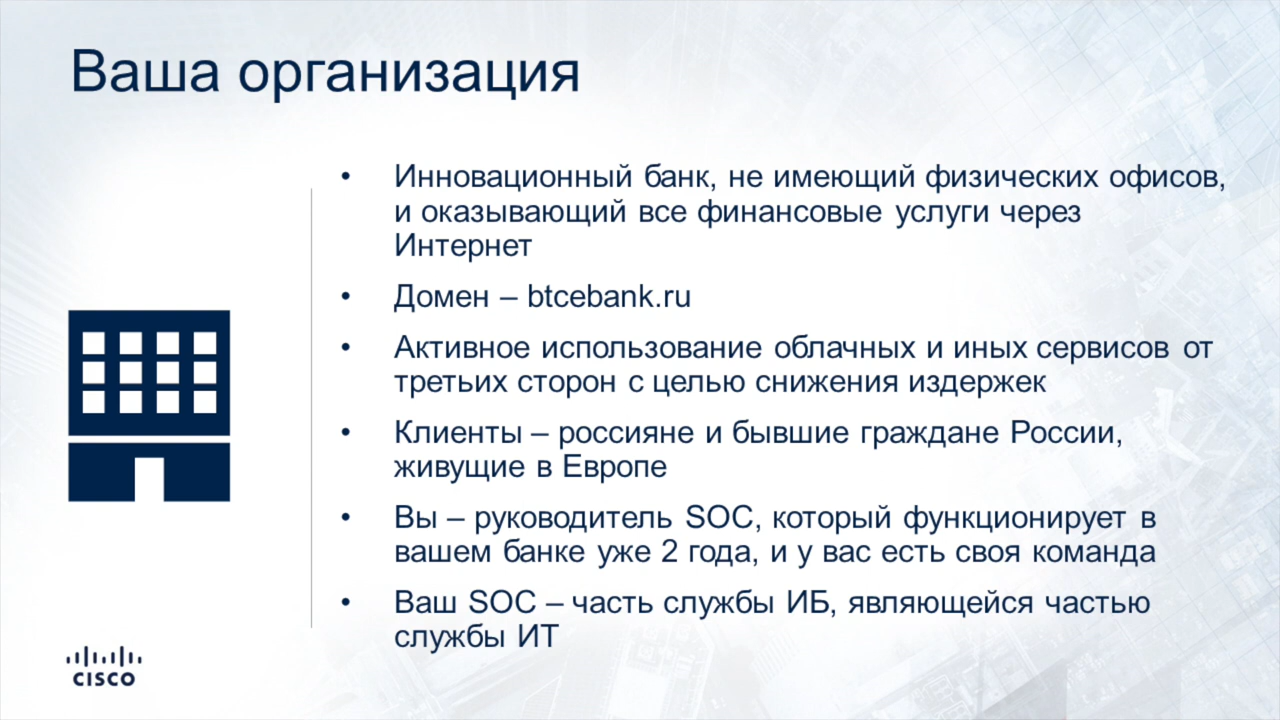 Ваша организация
• Инновационный банк, не имеющий физических офисов,
и оказывающий все финансовые услуги через
Интернет
• Домен – btcebank.ru
• Активное использование облачных и иных сервисов от
третьих сторон с целью снижения издержек
• Клиенты – россияне и бывшие граждане России,
живущие в Европе
• Вы – руководитель SOC, который функционирует в
вашем банке уже 2 года, и у вас есть своя команда
• Ваш SOC – часть службы ИБ, являющейся частью
службы ИТ
CISCO